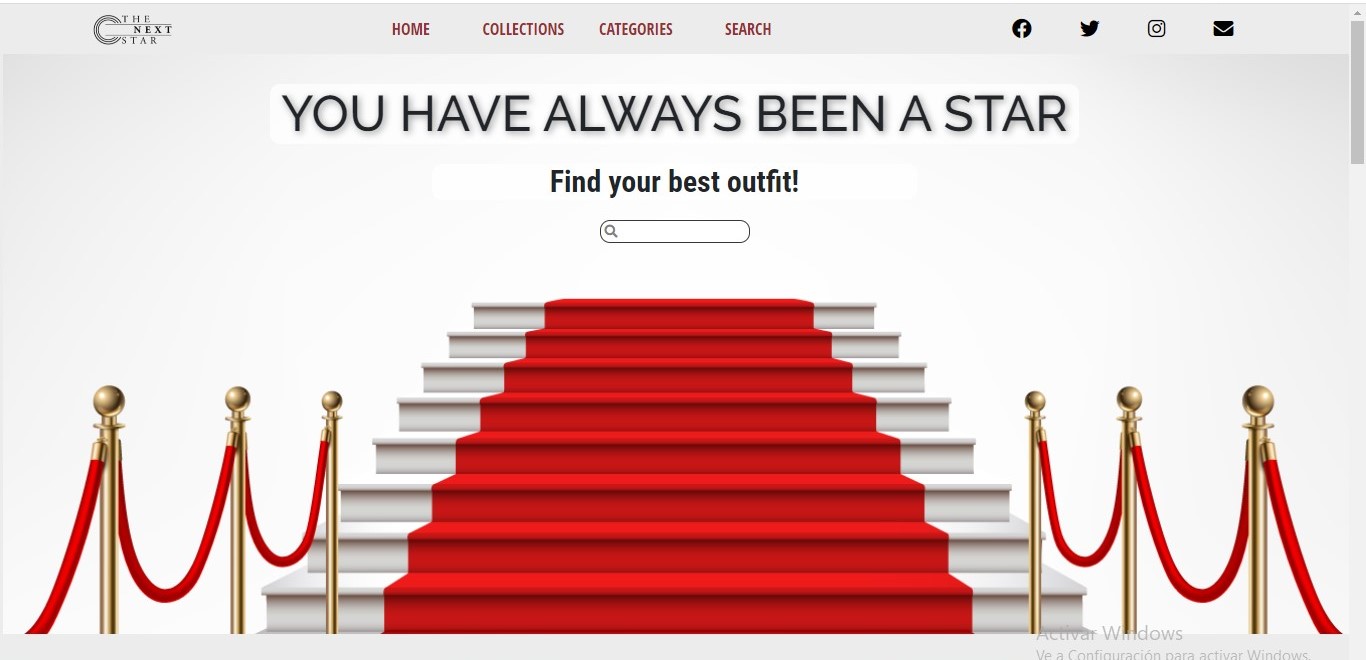 THE
NEXT
STAR
HOME COLLECTIONS CATEGORIES SEARCH
YOU HAVE ALWAYS BEEN A STAR
Find your best outfit!
Activar Windows
Ve a Configuración para activar Windows.